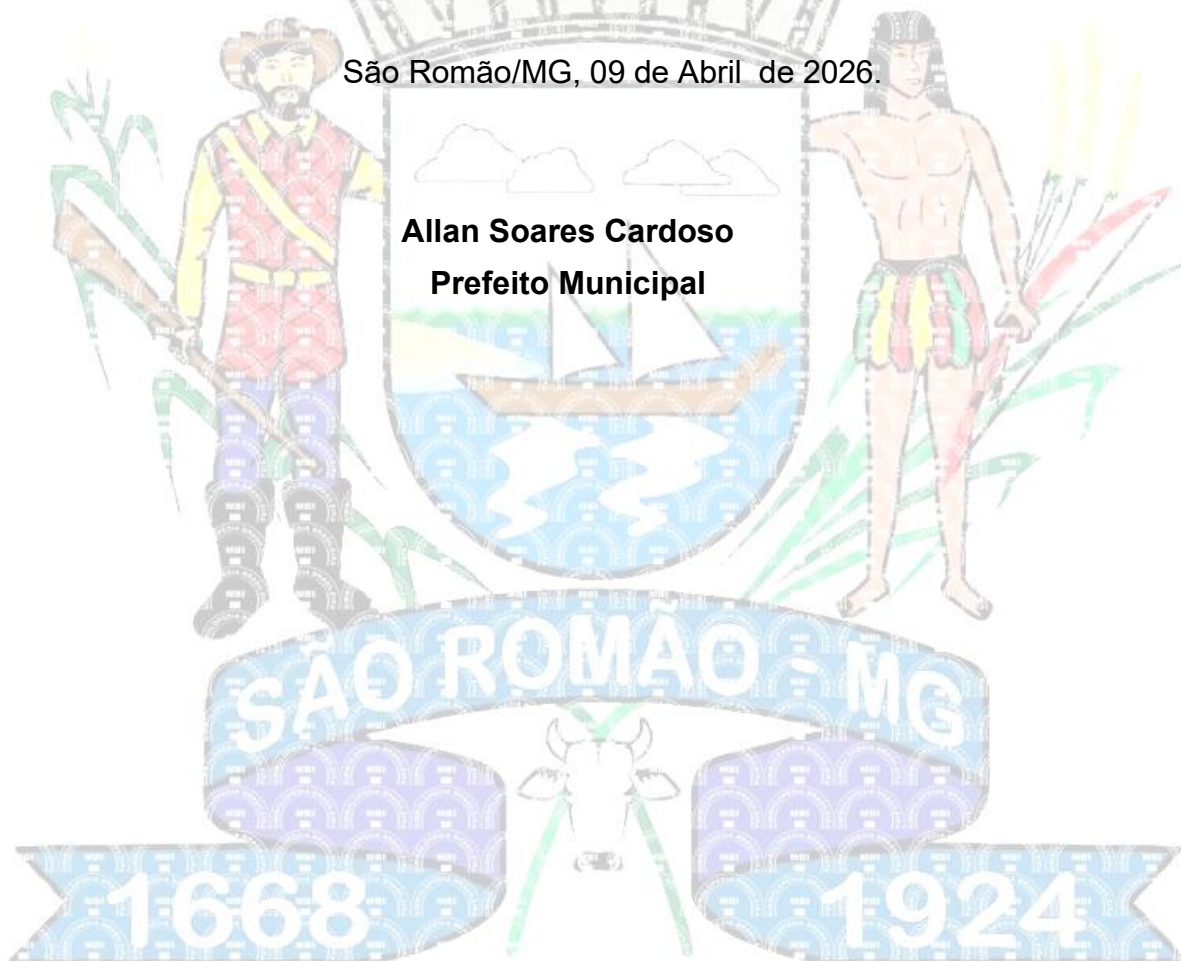 São Romão/MG, 09 de Abril  de 2026.
Allan Soares Cardoso
Prefeito Municipal
SÃO ROMÃO - MG
1668
1924